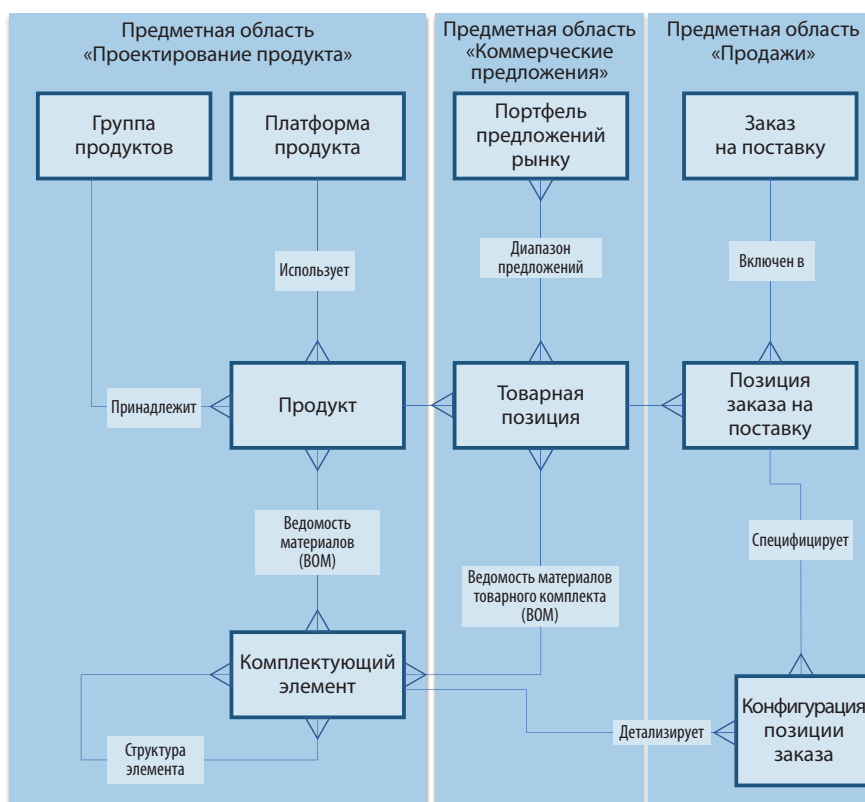 Предметная область
«Проектирование продукта»
Предметная область
«Коммерческие
предложения»
Предметная область
«Продажи»
Группа
продуктов
Платформа
продукта
Портфель
предложений
рынку
Заказ
на поставку
Использует
Диапазон
предложений
Включен в
Принадлежит
Продукт
Товарная
позиция
Позиция
заказа на
поставку
Ведомость
материалов
(BOM)
Ведомость материалов
товарного комплекта
(BOM)
Специфицирует
Комплектующий
элемент
Структура
элемента
Детализирует
Конфигурация
позиции
заказа